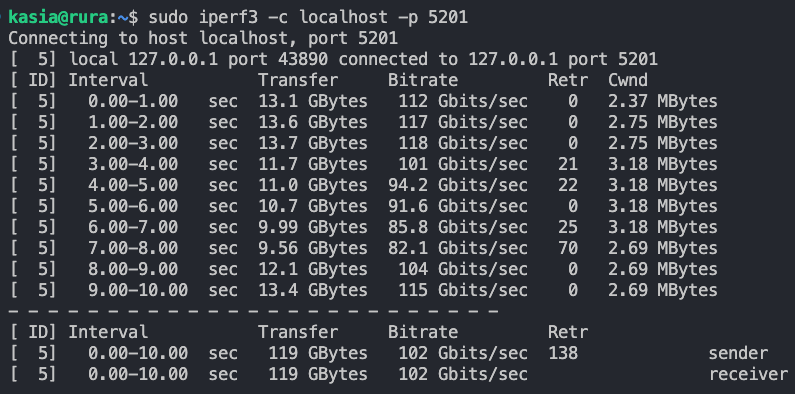 kasia@rura:~$ sudo iperf3 -c localhost -p 5201
Connecting to host localhost, port 5201
[  5] local 127.0.0.1 port 43890 connected to 127.0.0.1 port 5201
[ ID] Interval           Transfer     Bitrate         Retr  Cwnd
[  5]   0.00-1.00   sec  13.1 GBytes   112 Gbits/sec    0   2.37 MBytes
[  5]   1.00-2.00   sec  13.6 GBytes   117 Gbits/sec    0   2.75 MBytes
[  5]   2.00-3.00   sec  13.7 GBytes   118 Gbits/sec    0   2.75 MBytes
[  5]   3.00-4.00   sec  11.7 GBytes   101 Gbits/sec   21   3.18 MBytes
[  5]   4.00-5.00   sec  11.0 GBytes  94.2 Gbits/sec   22   3.18 MBytes
[  5]   5.00-6.00   sec  10.7 GBytes  91.6 Gbits/sec    0   3.18 MBytes
[  5]   6.00-7.00   sec  9.99 GBytes  85.8 Gbits/sec   25   3.18 MBytes
[  5]   7.00-8.00   sec  9.56 GBytes  82.1 Gbits/sec   70   2.69 MBytes
[  5]   8.00-9.00   sec  12.1 GBytes   104 Gbits/sec    0   2.69 MBytes
[  5]   9.00-10.00  sec  13.4 GBytes   115 Gbits/sec    0   2.69 MBytes
- - - - - - - - - - - - - - - - - - - - - - - - -
[ ID] Interval           Transfer     Bitrate         Retr
[  5]   0.00-10.00  sec   119 GBytes   102 Gbits/sec  138             sender
[  5]   0.00-10.00  sec   119 GBytes   102 Gbits/sec                  receiver